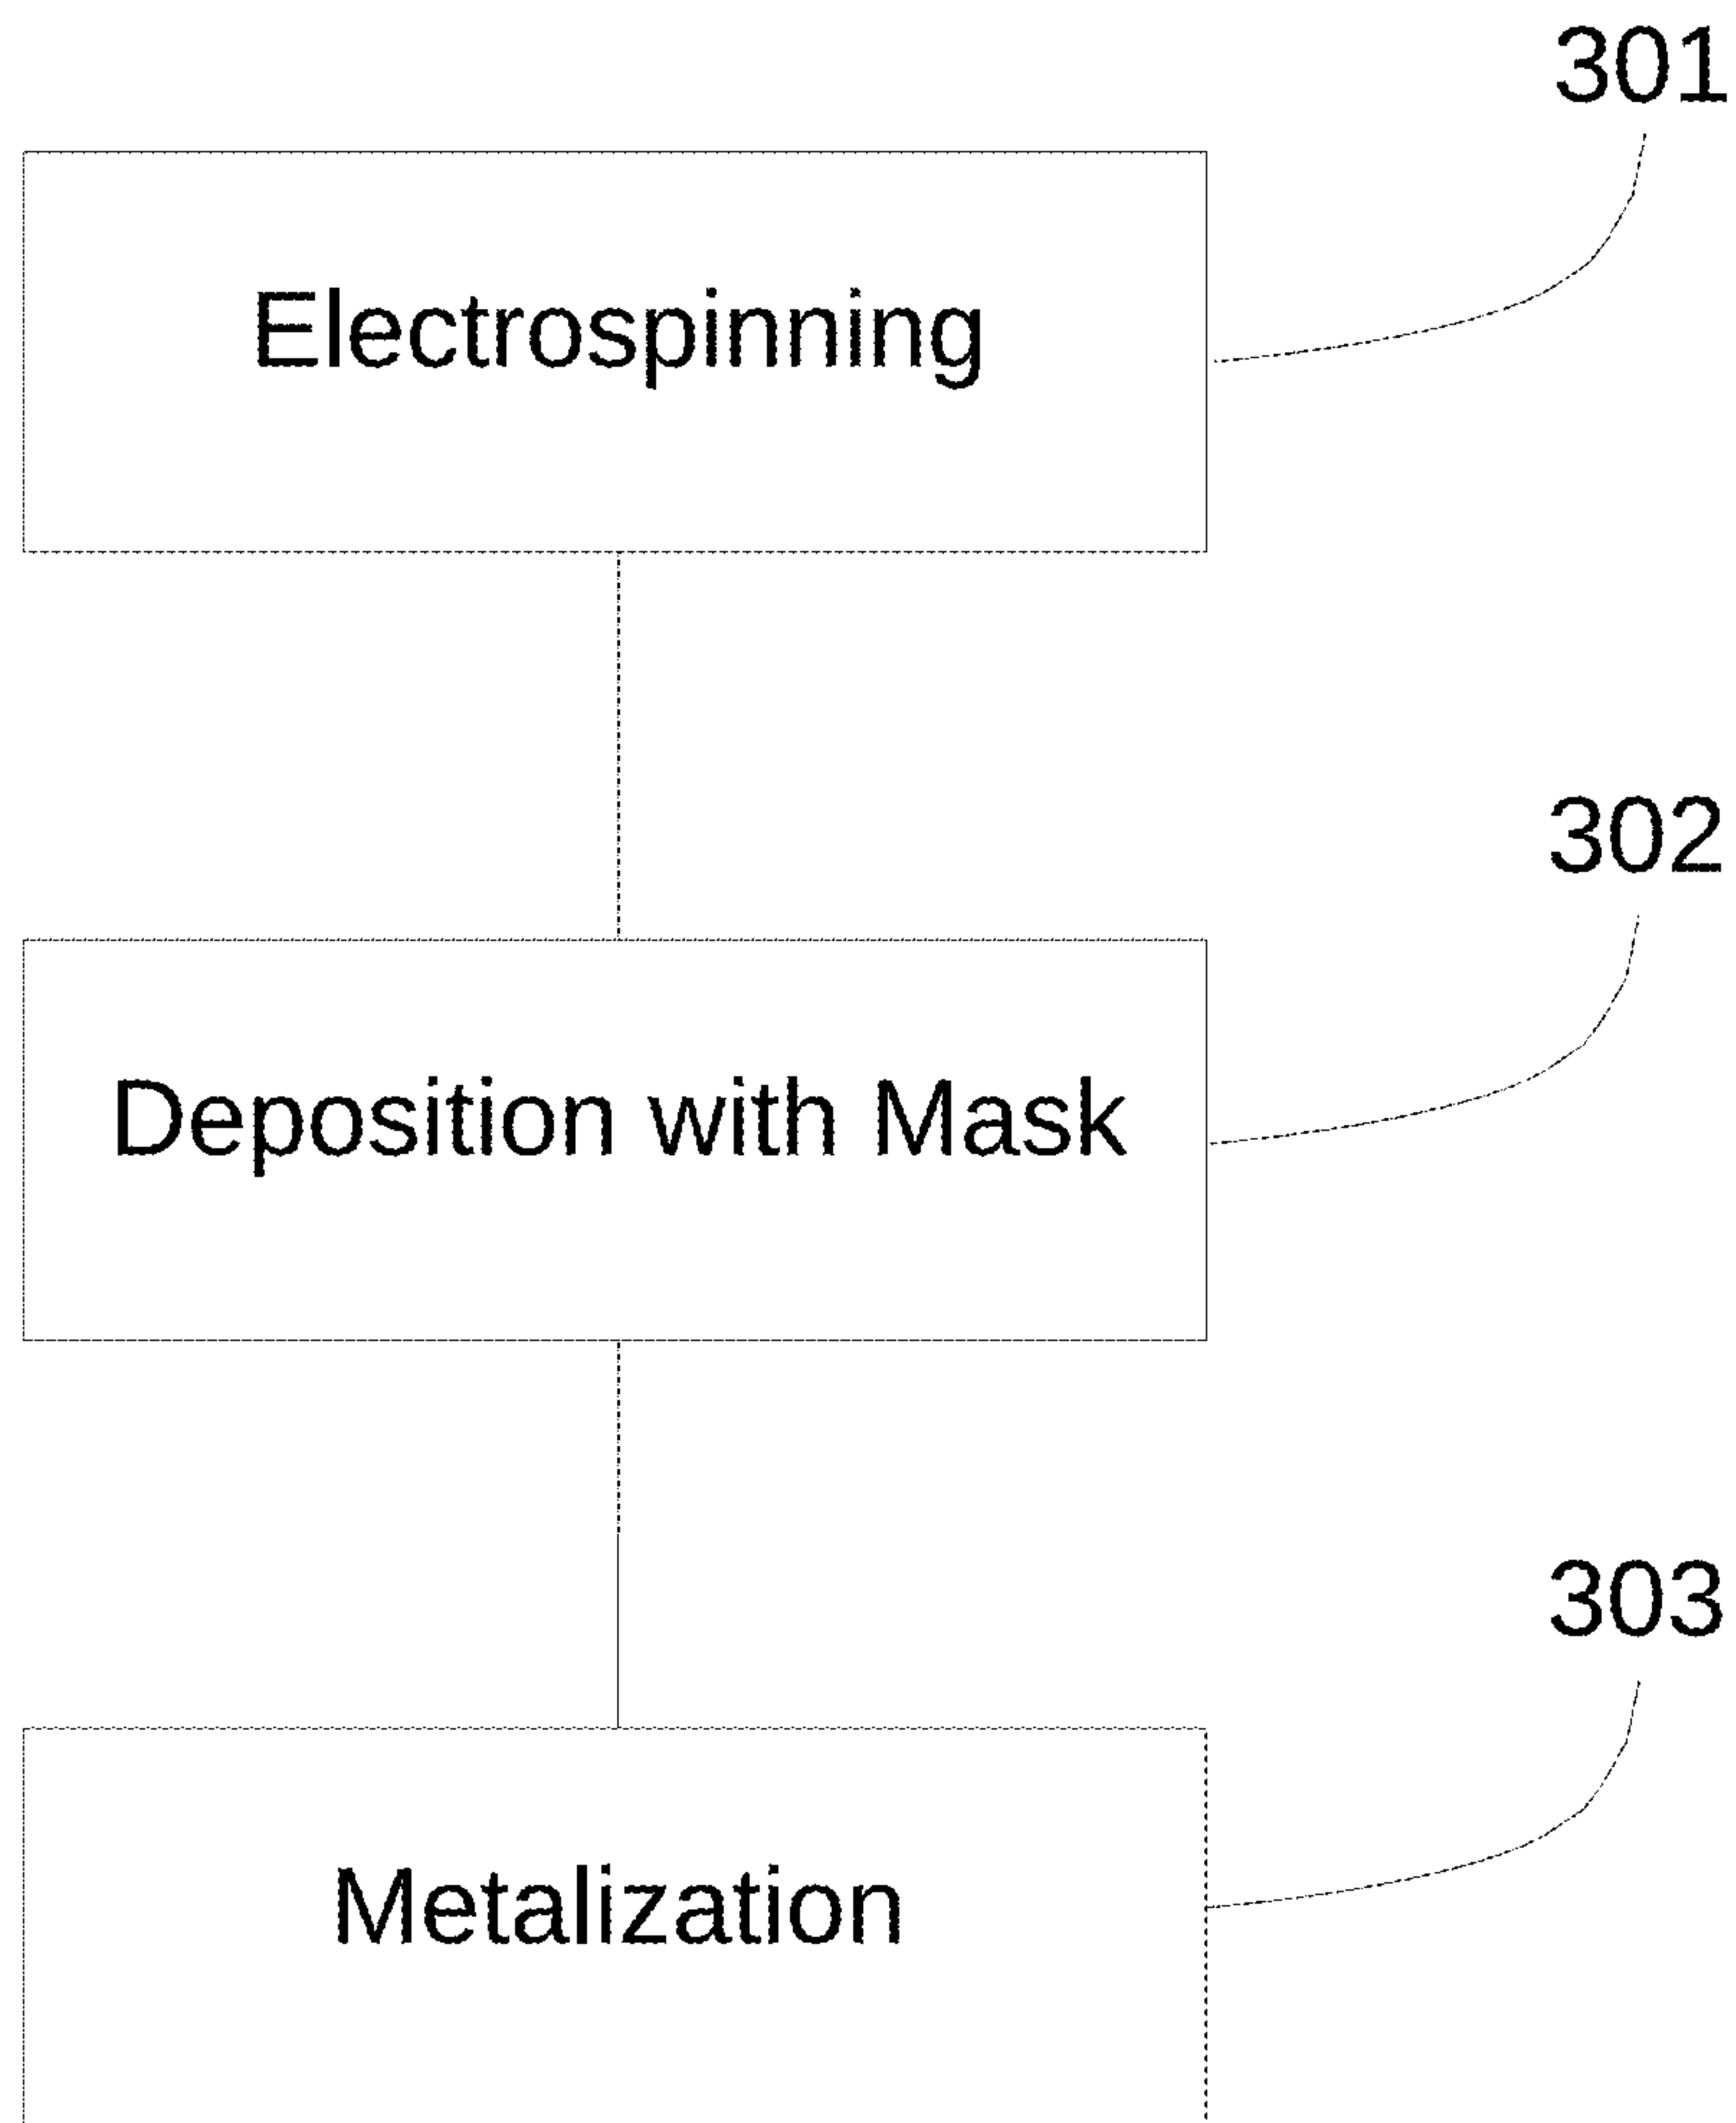 301
Electrospinning
302
Deposition with Mask
303
Metalization